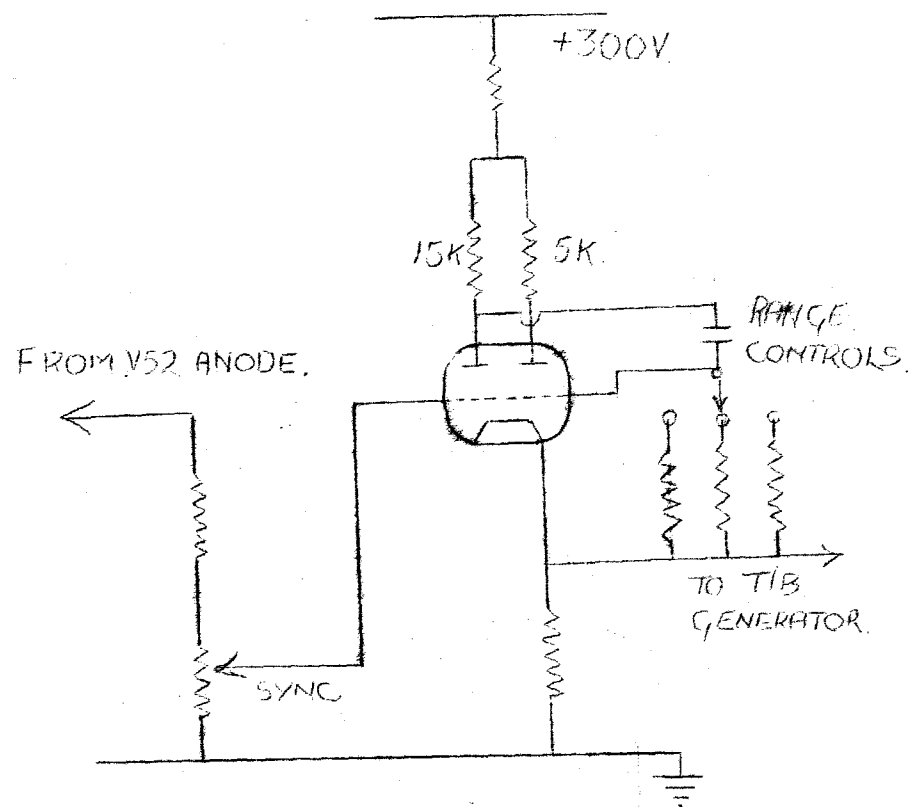 +300V.
15K
5K.
RANGE
CONTROLS.
FROM V52 ANODE.
TO T/B
GENERATOR.
SYNC